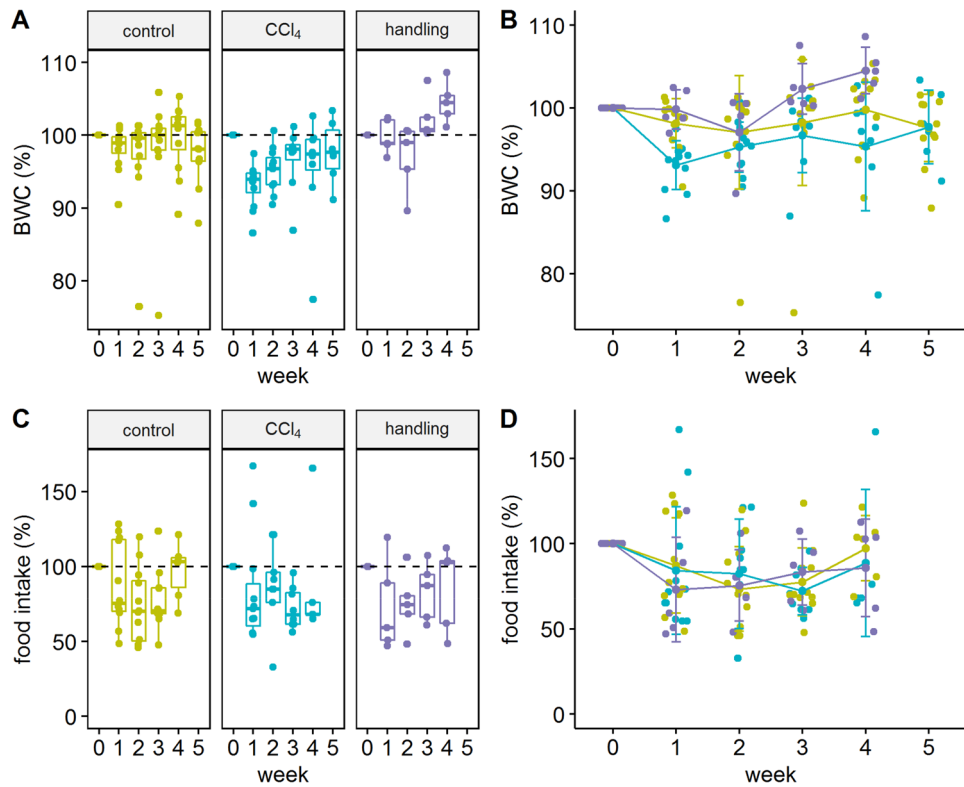 A
control
CCl₄
handling
BWC (%)
110
100
90
80
0 1 2 3 4 5
0 1 2 3 4 5
0 1 2 3 4 5
week
B
BWC (%)
110
100
90
80
0 1 2 3 4 5
week
C
control
CCl₄
handling
food intake (%)
150
100
50
0
0 1 2 3 4 5
0 1 2 3 4 5
0 1 2 3 4 5
week
D
food intake (%)
150
100
50
0
0 1 2 3 4 5
week